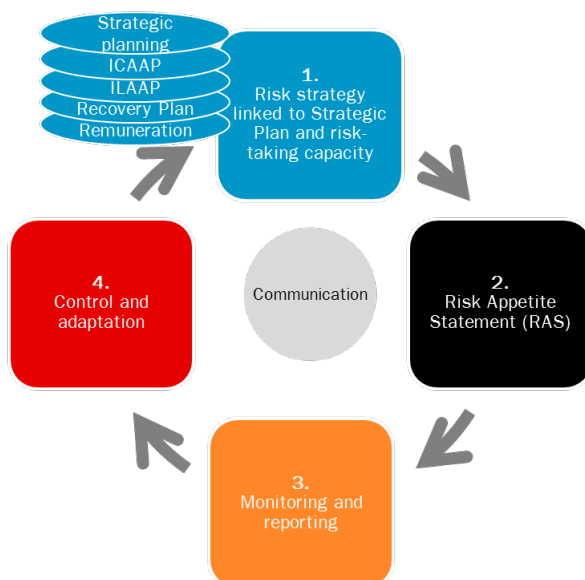 Strategic
planning
ICAAP
ILAAP
Recovery Plan
Remuneration
1.
Risk strategy
linked to Strategic
Plan and risk-
taking capacity
4.
Control and
adaptation
Communication
2.
Risk Appetite
Statement (RAS)
3.
Monitoring and
reporting